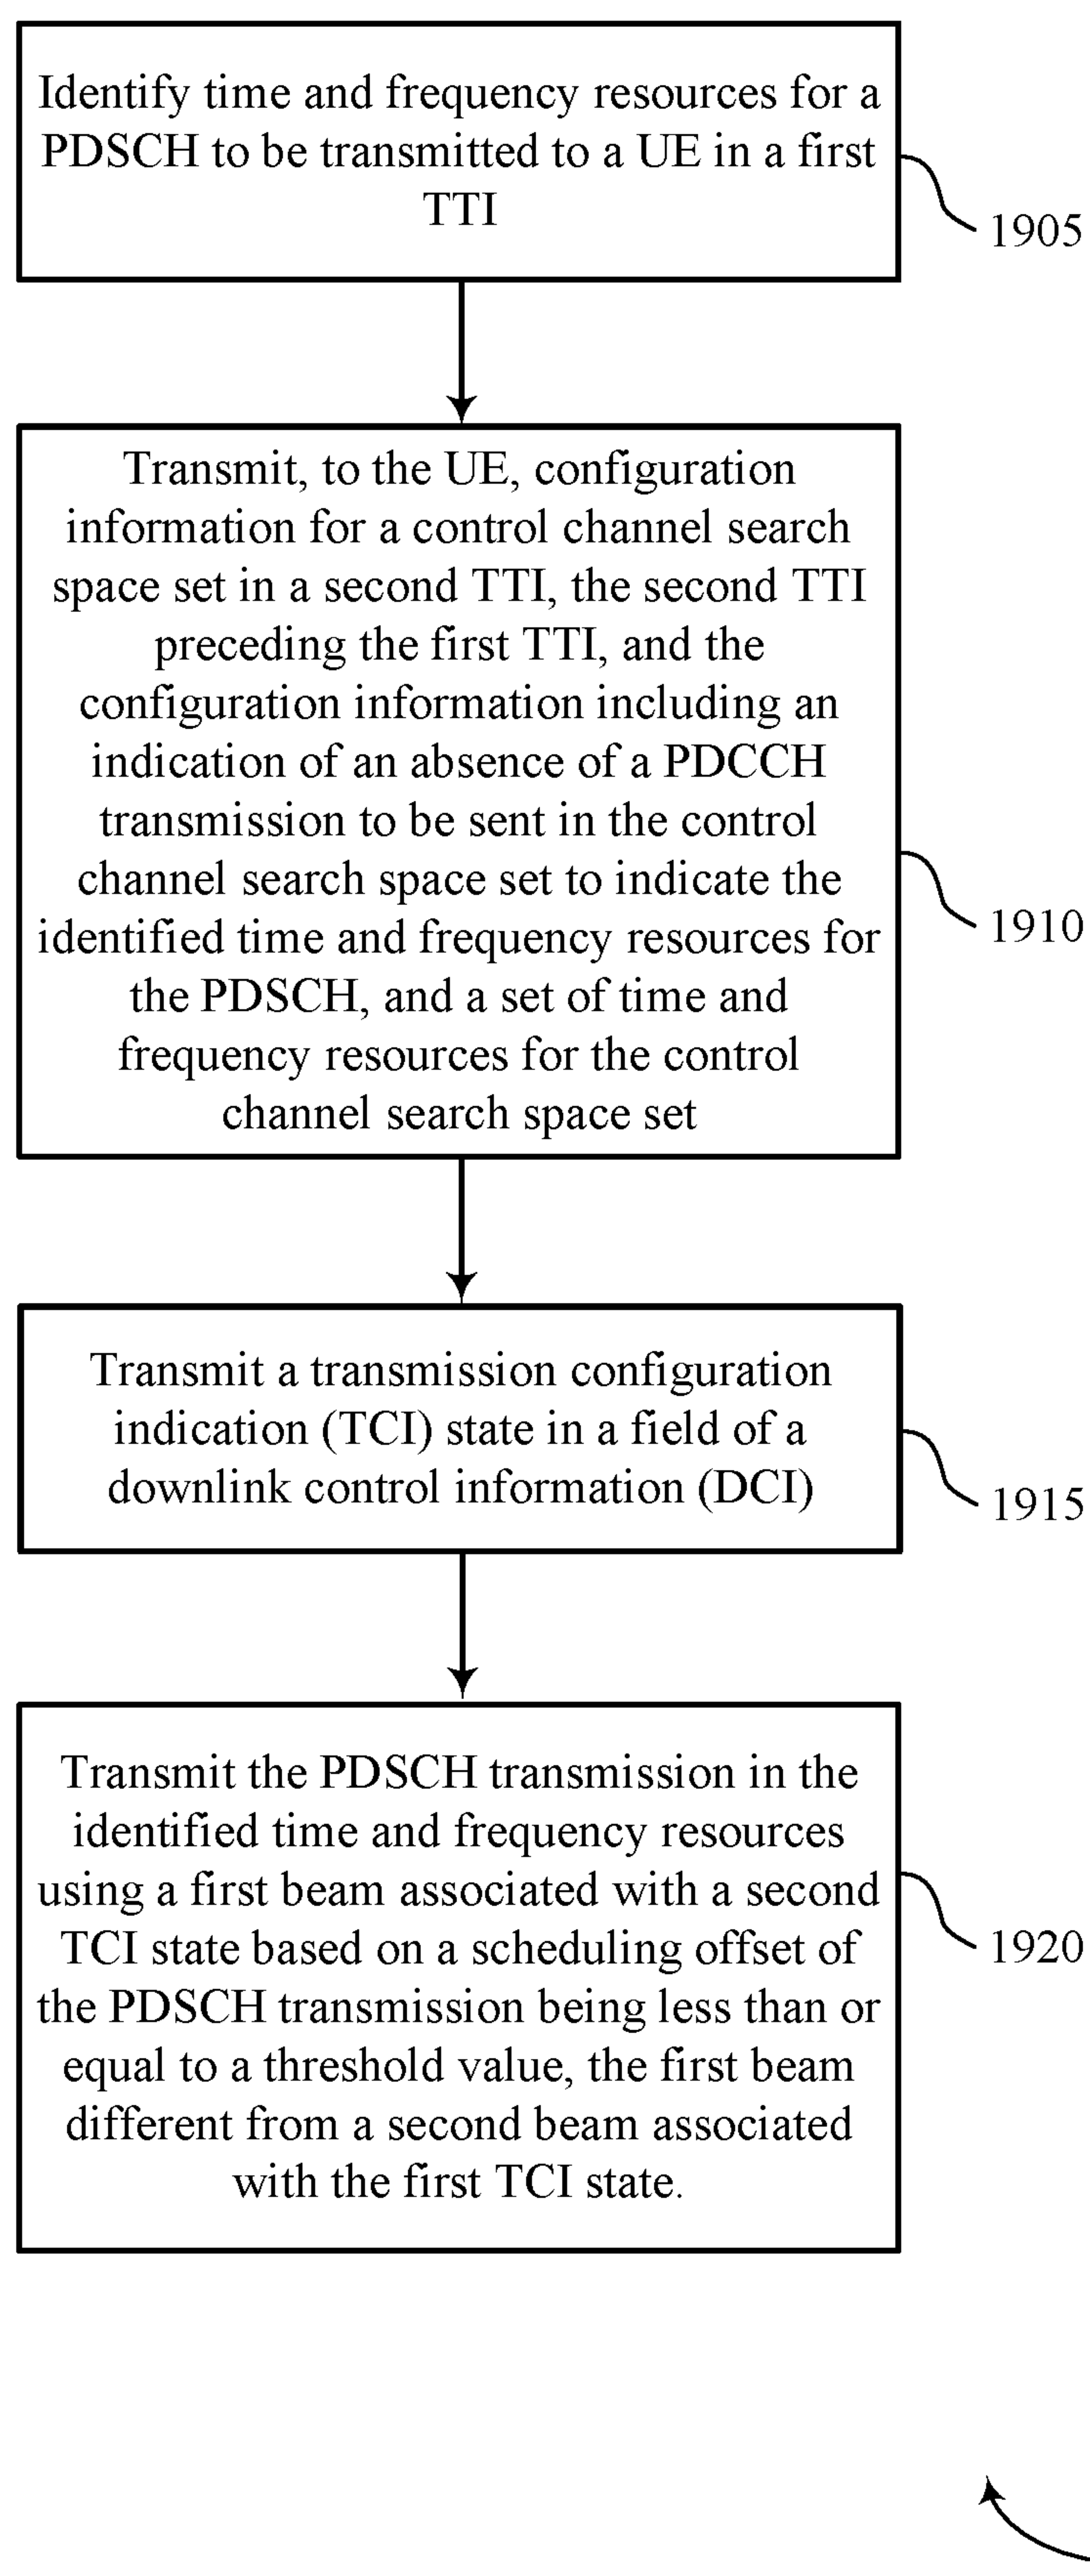 Identify time and frequency resources for a
PDSCH to be transmitted to a UE in a first
TTI
1905
Transmit, to the UE, configuration
information for a control channel search
space set in a second TTI, the second TTI
preceding the first TTI, and the
configuration information including an
indication of an absence of a PDCCH
transmission to be sent in the control
channel search space set to indicate the
identified time and frequency resources for
the PDSCH, and a set of time and
frequency resources for the control
channel search space set
1910
Transmit a transmission configuration
indication (TCI) state in a field of a
downlink control information (DCI)
1915
Transmit the PDSCH transmission in the
identified time and frequency resources
using a first beam associated with a second
TCI state based on a scheduling offset of
the PDSCH transmission being less than or
equal to a threshold value, the first beam
different from a second beam associated
with the first TCI state.
1920